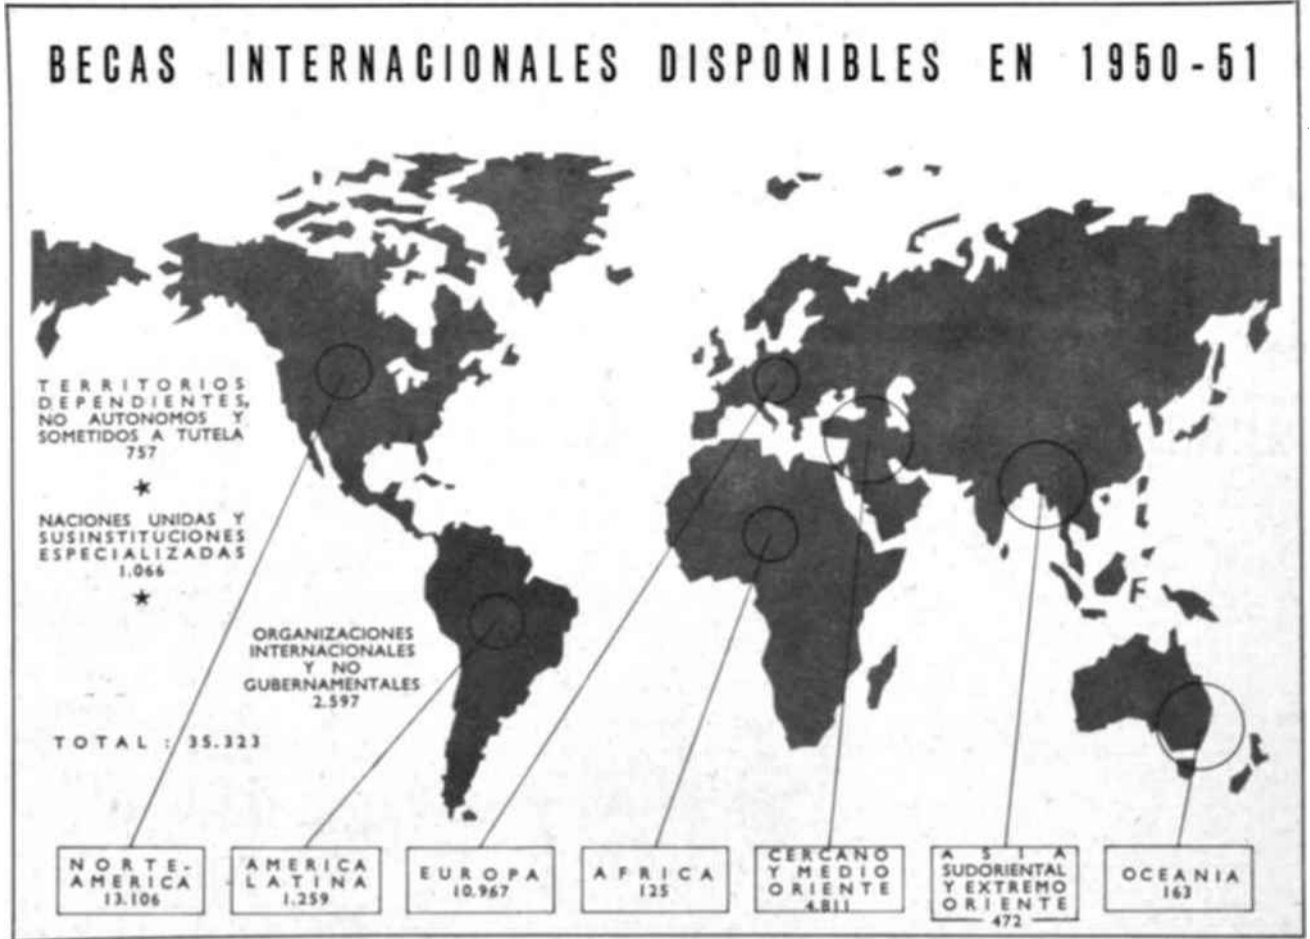 BECAS INTERNACIONALES DISPONIBLES EN 1950-51
TERRITORIOS
DEPENDIENTES,
NO AUTONOMOS Y
SOMETIDOS A TUTELA
757
★
NACIONES UNIDAS Y
SUSINSTITUCIONES
ESPECIALIZADAS
1.066
★
ORGANIZACIONES
INTERNACIONALES
Y NO
GUBERNAMENTALES
2.597
TOTAL : 35.323
F
NORTE-
AMERICA
13.106
AMERICA
LATINA
1.259
EUROPA
10.967
AFRICA
125
CERCANO
Y MEDIO
ORIENTE
4.811
ASIA
SUDORIENTAL
Y EXTREMO
ORIENTE
472
OCEANIA
163